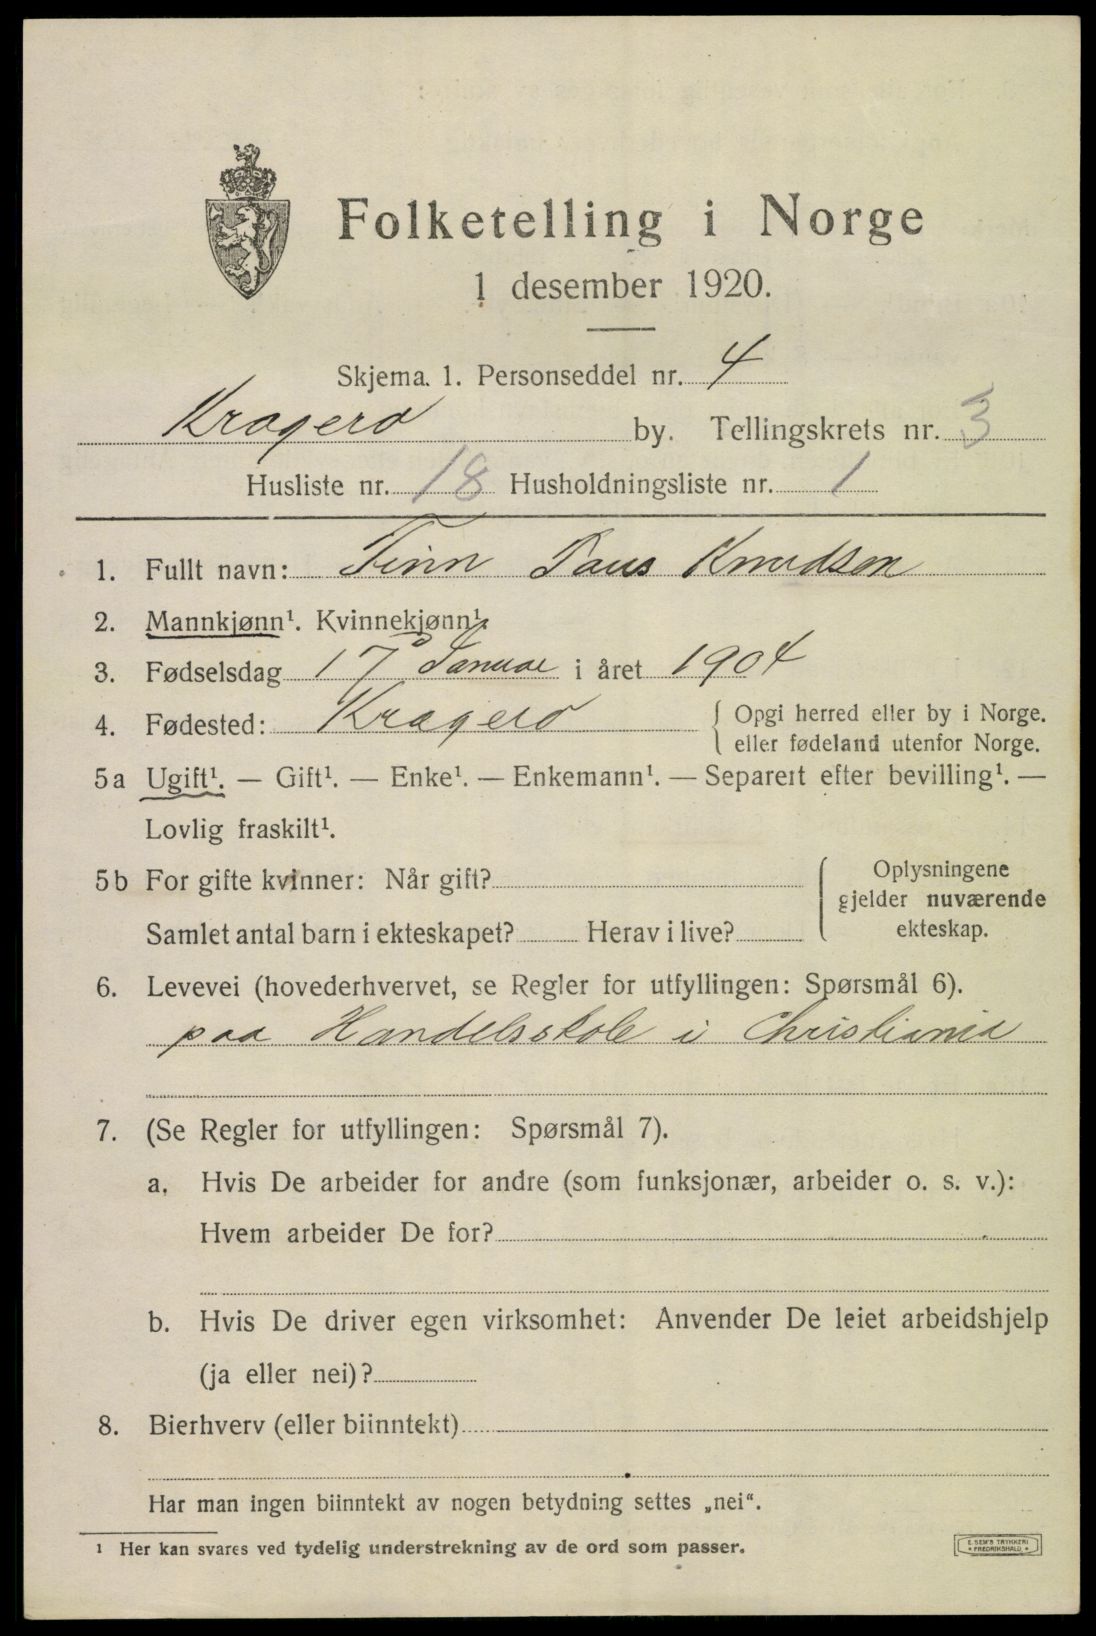 Folketelling i Norge
1 desember 1920.
Skjema. 1. Personseddel nr. 4
Kragerø by. Tellingskrets nr. 3
Husliste nr. 18 Husholdningsliste nr. 1
1. Fullt navn: Finn Paus Knudsen
2. Mannkjønn¹. Kvinnekjønn¹.
3. Fødselsdag 17 Januar i året 1904
4. Fødested: Kragerø { Opgi herred eller by i Norge.
eller fødeland utenfor Norge.
5a Ugift¹. — Gift¹. — Enke¹. — Enkemann¹. — Separert efter bevilling¹. —
Lovlig fraskilt¹.
5b For gifte kvinner: Når gift? { Oplysningene
gjelder nuværende
Samlet antal barn i ekteskapet? Herav i live? ekteskap.
6. Levevei (hovederhvervet, se Regler for utfyllingen: Spørsmål 6).
paa Handelsskole i Christiania
7. (Se Regler for utfyllingen: Spørsmål 7).
a. Hvis De arbeider for andre (som funksjonær, arbeider o. s. v.):
Hvem arbeider De for?
b. Hvis De driver egen virksomhet: Anvender De leiet arbeidshjelp
(ja eller nei)?
8. Bierhverv (eller biinntekt)
Har man ingen biinntekt av nogen betydning settes „nei“.
¹ Her kan svares ved tydelig understrekning av de ord som passer.
E. SEM'S TRYKKERI
• FREDRIKSHALD •